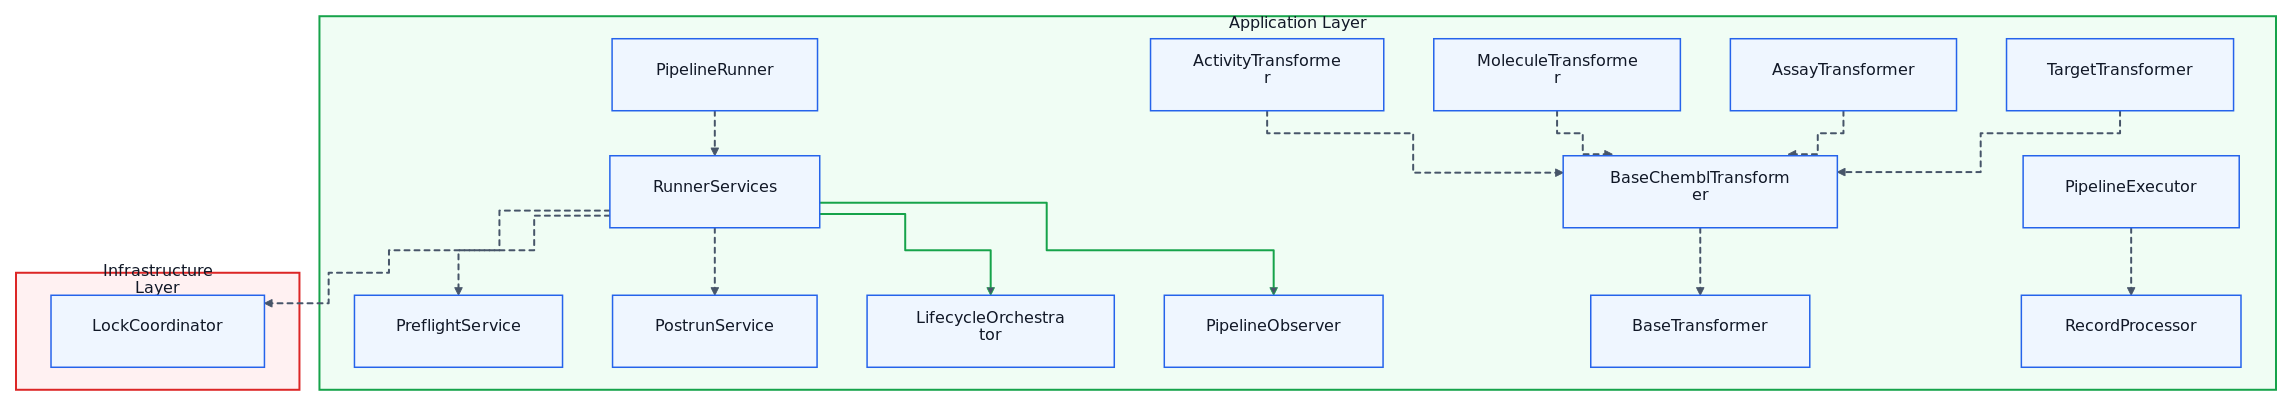 Application Layer
PipelineRunner
ActivityTransforme
r
MoleculeTransforme
r
AssayTransformer
TargetTransformer
RunnerServices
BaseChemblTransform
er
PipelineExecutor
Infrastructure
Layer
LockCoordinator
PreflightService
PostrunService
LifecycleOrchestra
tor
PipelineObserver
BaseTransformer
RecordProcessor